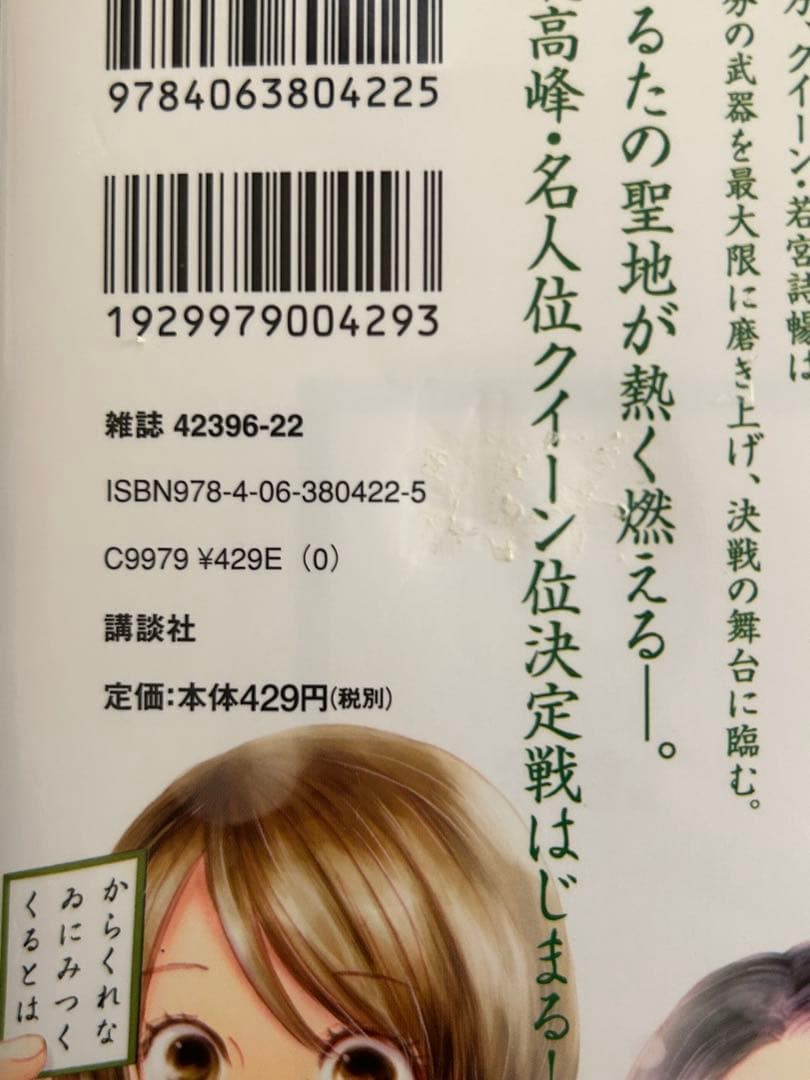 9784063804225
1929979004293
雑誌 42396-22
ISBN978-4-06-380422-5
C9979 ¥429E (0)
講談社
定価:本体429円(税別)
クイーン・若宮詩暢は
の武器を最大限に磨き上げ、決戦の舞台に臨む。
るたの聖地が熱く燃える―。
高峰・名人位クイーン位決定戦はじまる
からくれな
ゐにみつく
くるとは